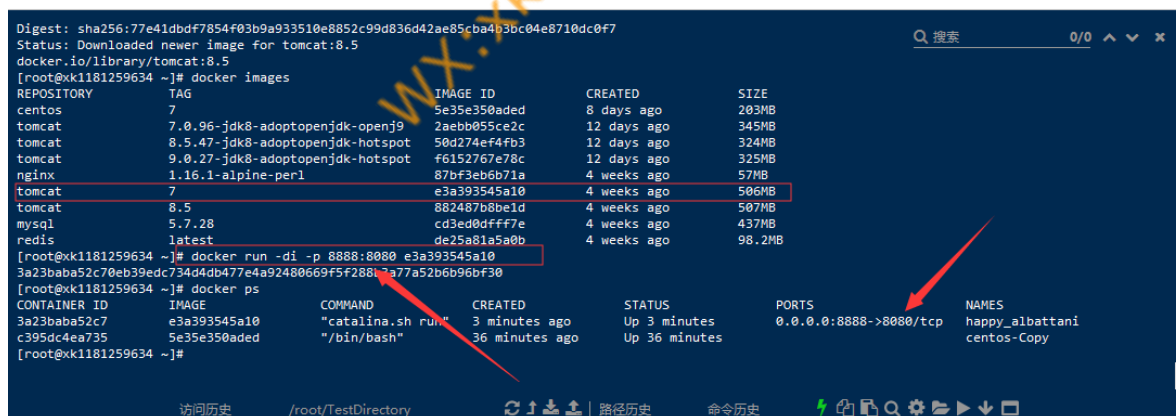 Digest: sha256:77e41dbdf7854f03b9a933510e8852c99d836d42ae85cba4b3bc04e8710dc0f7
搜索 0/0
Status: Downloaded newer image for tomcat:8.5
docker.io/library/tomcat:8.5
[root@xk1181259634 ~]# docker images
REPOSITORY TAG IMAGE ID CREATED SIZE
centos 7 5e35e350aded 8 days ago 203MB
tomcat 7.0.96-jdk8-adoptopenjdk-openj9 2aebb055ce2c 12 days ago 345MB
tomcat 8.5.47-jdk8-adoptopenjdk-hotspot 50d274ef4fb3 12 days ago 324MB
tomcat 9.0.27-jdk8-adoptopenjdk-hotspot f6152767e78c 12 days ago 325MB
nginx 1.16.1-alpine-perl 87bf3eb6b71a 4 weeks ago 57MB
tomcat 7 e3a393545a10 4 weeks ago 506MB
tomcat 8.5 882487b8be1d 4 weeks ago 507MB
mysql 5.7.28 cd3ed0dfff7e 4 weeks ago 437MB
redis latest de25a81a5a0b 4 weeks ago 98.2MB
[root@xk1181259634 ~]# docker run -di -p 8888:8080 e3a393545a10
[root@xk1181259634 ~]# docker ps
CONTAINER ID IMAGE COMMAND CREATED STATUS PORTS NAMES
3a23baba52c7 e3a393545a10 "catalina.sh run" 3 minutes ago Up 3 minutes 0.0.0.0:8888->8080/tcp happy_albattani
c395dc4ea735 5e35e350aded "/bin/bash" 36 minutes ago Up 36 minutes centos-Copy
[root@xk1181259634 ~]#
访问历史 /root/TestDirectory 路径历史 命令历史